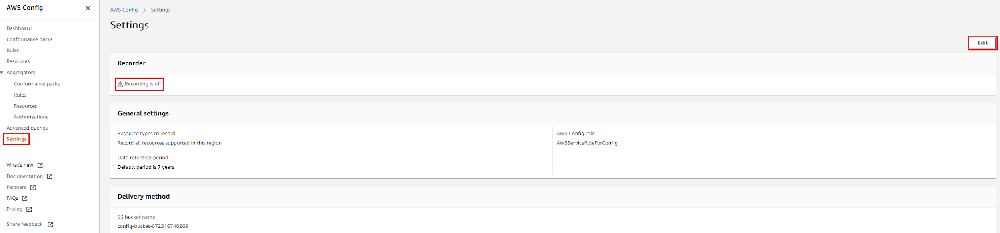 AWS Config
Dashboard
Conformance packs
Rules
Resources
Aggregators
Conformance packs
Rules
Resources
Authorizations
Advanced queries
Settings
What's new
Documentation
Partners
FAQs
Pricing
Share feedback
AWS Config > Settings
Settings
Edit
Recorder
Recording is off
General settings
Resource types to record
Record all resources supported in this region
Data retention period
Default period is 7 years
AWS Config role
AWSServiceRoleForConfig
Delivery method
S3 bucket name
config-bucket-672516740269